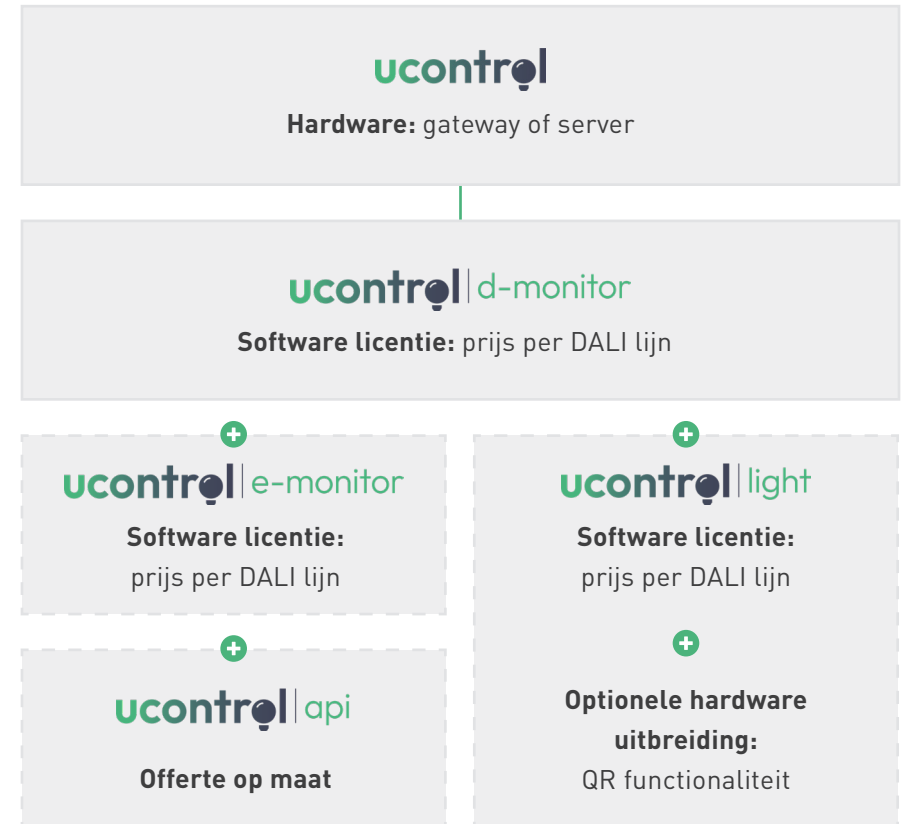 ucontrol
Hardware: gateway of server
ucontrol | d-monitor
Software licentie: prijs per DALI lijn
ucontrol | e-monitor
Software licentie:
prijs per DALI lijn
ucontrol | api
Offerte op maat
ucontrol | light
Software licentie:
prijs per DALI lijn
Optionele hardware
uitbreiding:
QR functionaliteit